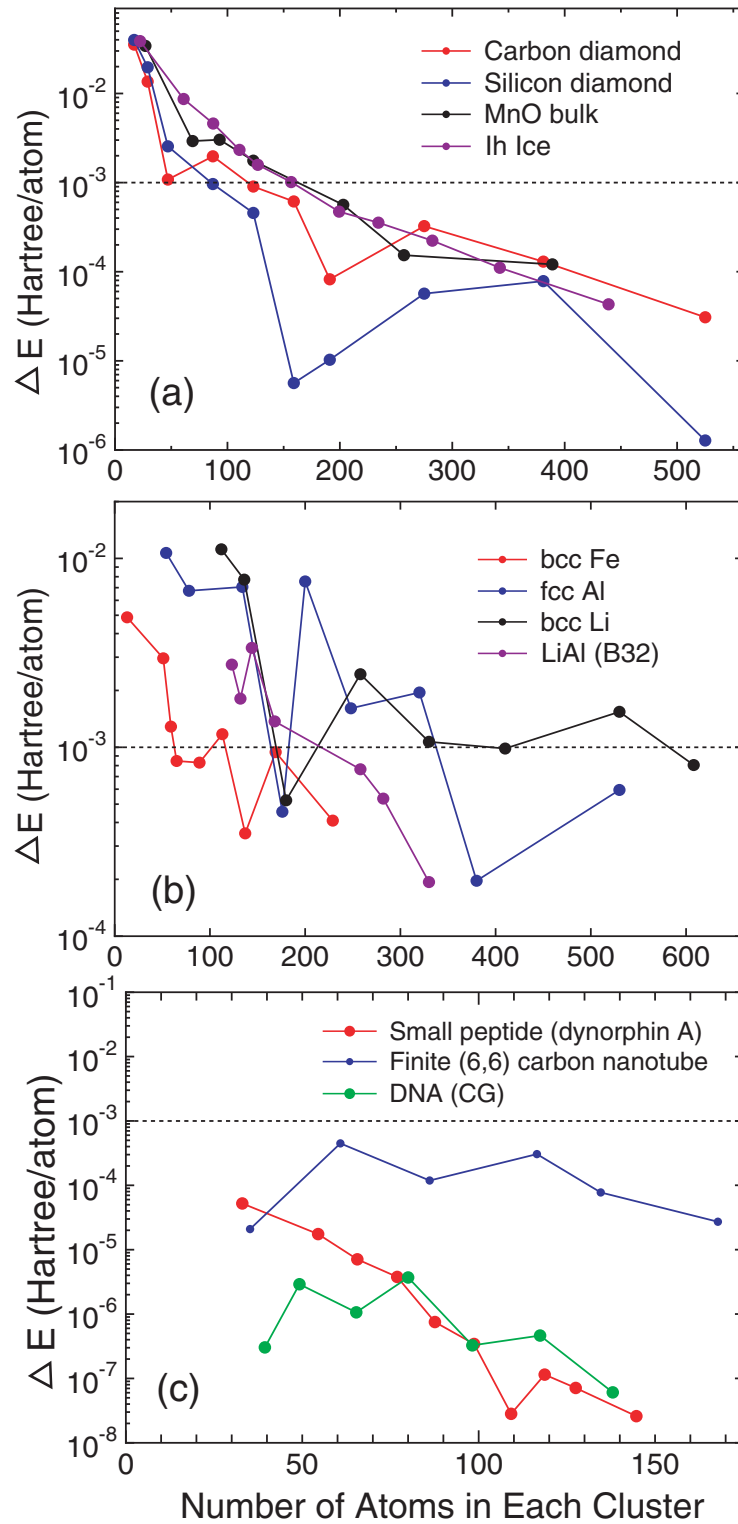 Carbon diamond
Silicon diamond
MnO bulk
Ih Ice
10-2
10-3
10-4
10-5
10-6
△ E (Hartree/atom)
(a)
0 100 200 300 400 500
bcc Fe
fcc Al
bcc Li
LiAl (B32)
10-2
10-3
10-4
△E (Hartree/atom)
(b)
0 100 200 300 400 500 600
Small peptide (dynorphin A)
Finite (6,6) carbon nanotube
DNA (CG)
10-1
10-2
10-3
10-4
10-5
10-6
10-7
10-8
△ E (Hartree/atom)
(c)
0 50 100 150
Number of Atoms in Each Cluster